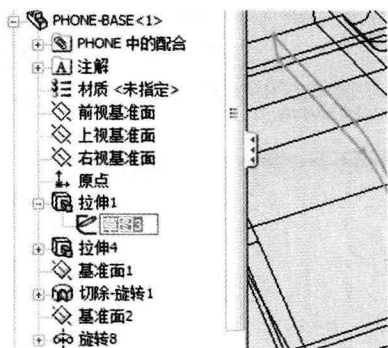 PHONE-BASE<1>
PHONE 中的配合
注解
材质 <未指定>
前视基准面
上视基准面
右视基准面
原点
拉伸1
拉伸4
基准面1
切除-旋转1
基准面2
旋转8